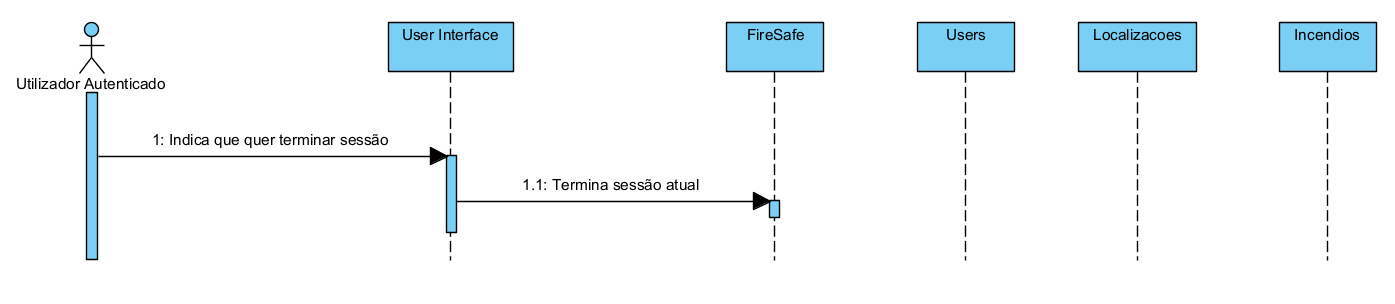 User Interface
FireSafe
Users
Localizacoes
Incendios
Utilizador Autenticado
1: Indica que quer terminar sessão
1.1: Termina sessão atual